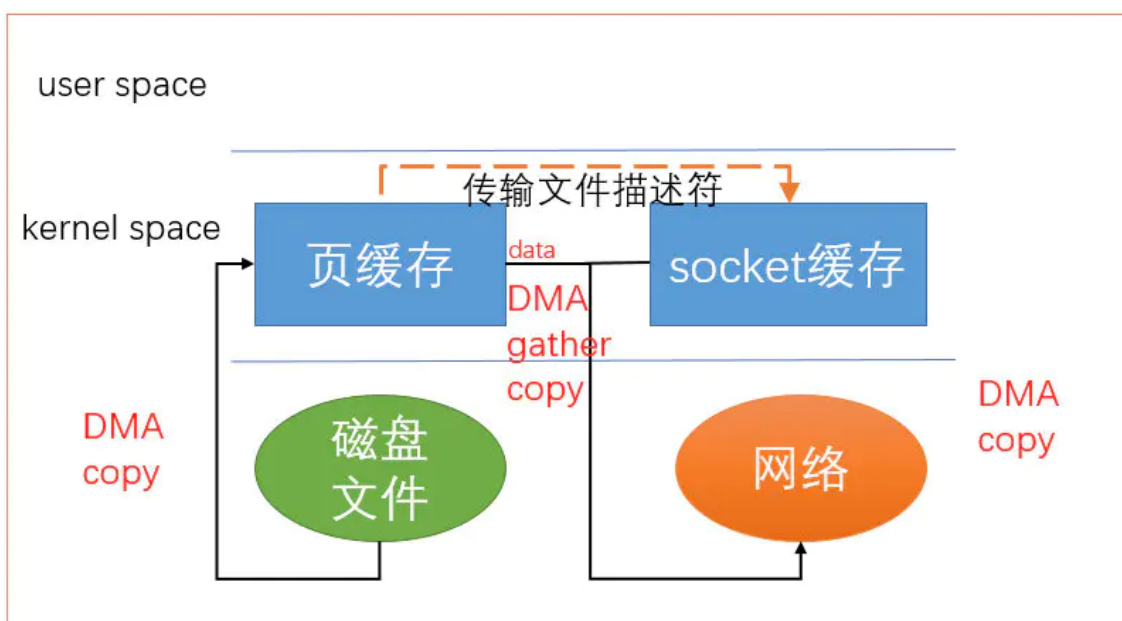 user space
传输文件描述符
kernel space
页缓存
data
socket缓存
DMA
gather
copy
DMA
copy
磁盘
文件
网络
DMA
copy